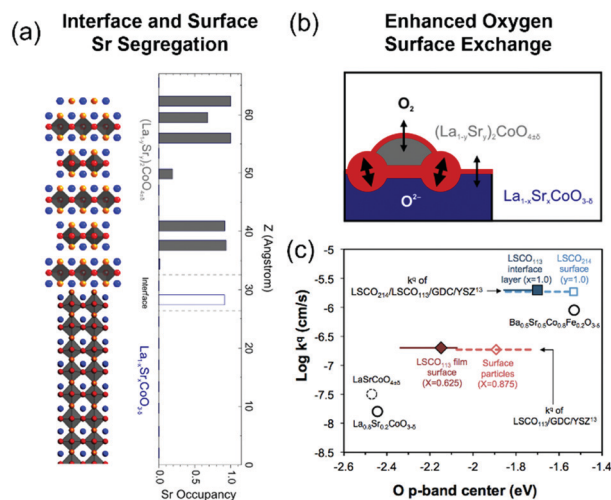 (a)
Interface and Surface
Sr Segregation
(La₁₋ySry)₂CoO₄±δ
Interface
La₁₋ₓSrₓCoO₃₋δ
60
50
40
30
20
10
0
Z (Angstrom)
0.0
0.5
1.0
Sr Occupancy
(b)
Enhanced Oxygen
Surface Exchange
O₂
(La₁₋ySry)₂CoO₄±δ
O²⁻
La₁₋ₓSrₓCoO₃₋δ
(c)
LSCO₁₁₃
interface
layer (x=1.0)
LSCO₂₁₄
surface
(y=1.0)
kq of
LSCO₂₁₄/LSCO₁₁₃/GDC/YSZ¹³
Ba₀.₅Sr₀.₅Co₀.₈Fe₀.₂O₃₋δ
LSCO₁₁₃ film
surface
(X=0.625)
Surface
particles
(X=0.875)
LaSrCoO₄±δ
La₀.₈Sr₀.₂CoO₃₋δ
kq of
LSCO₁₁₃/GDC/YSZ¹³
Log kq (cm/s)
-5
-5.5
-6
-6.5
-7
-7.5
-8
-8.5
-2.6
-2.4
-2.2
-2
-1.8
-1.6
-1.4
O p-band center (eV)